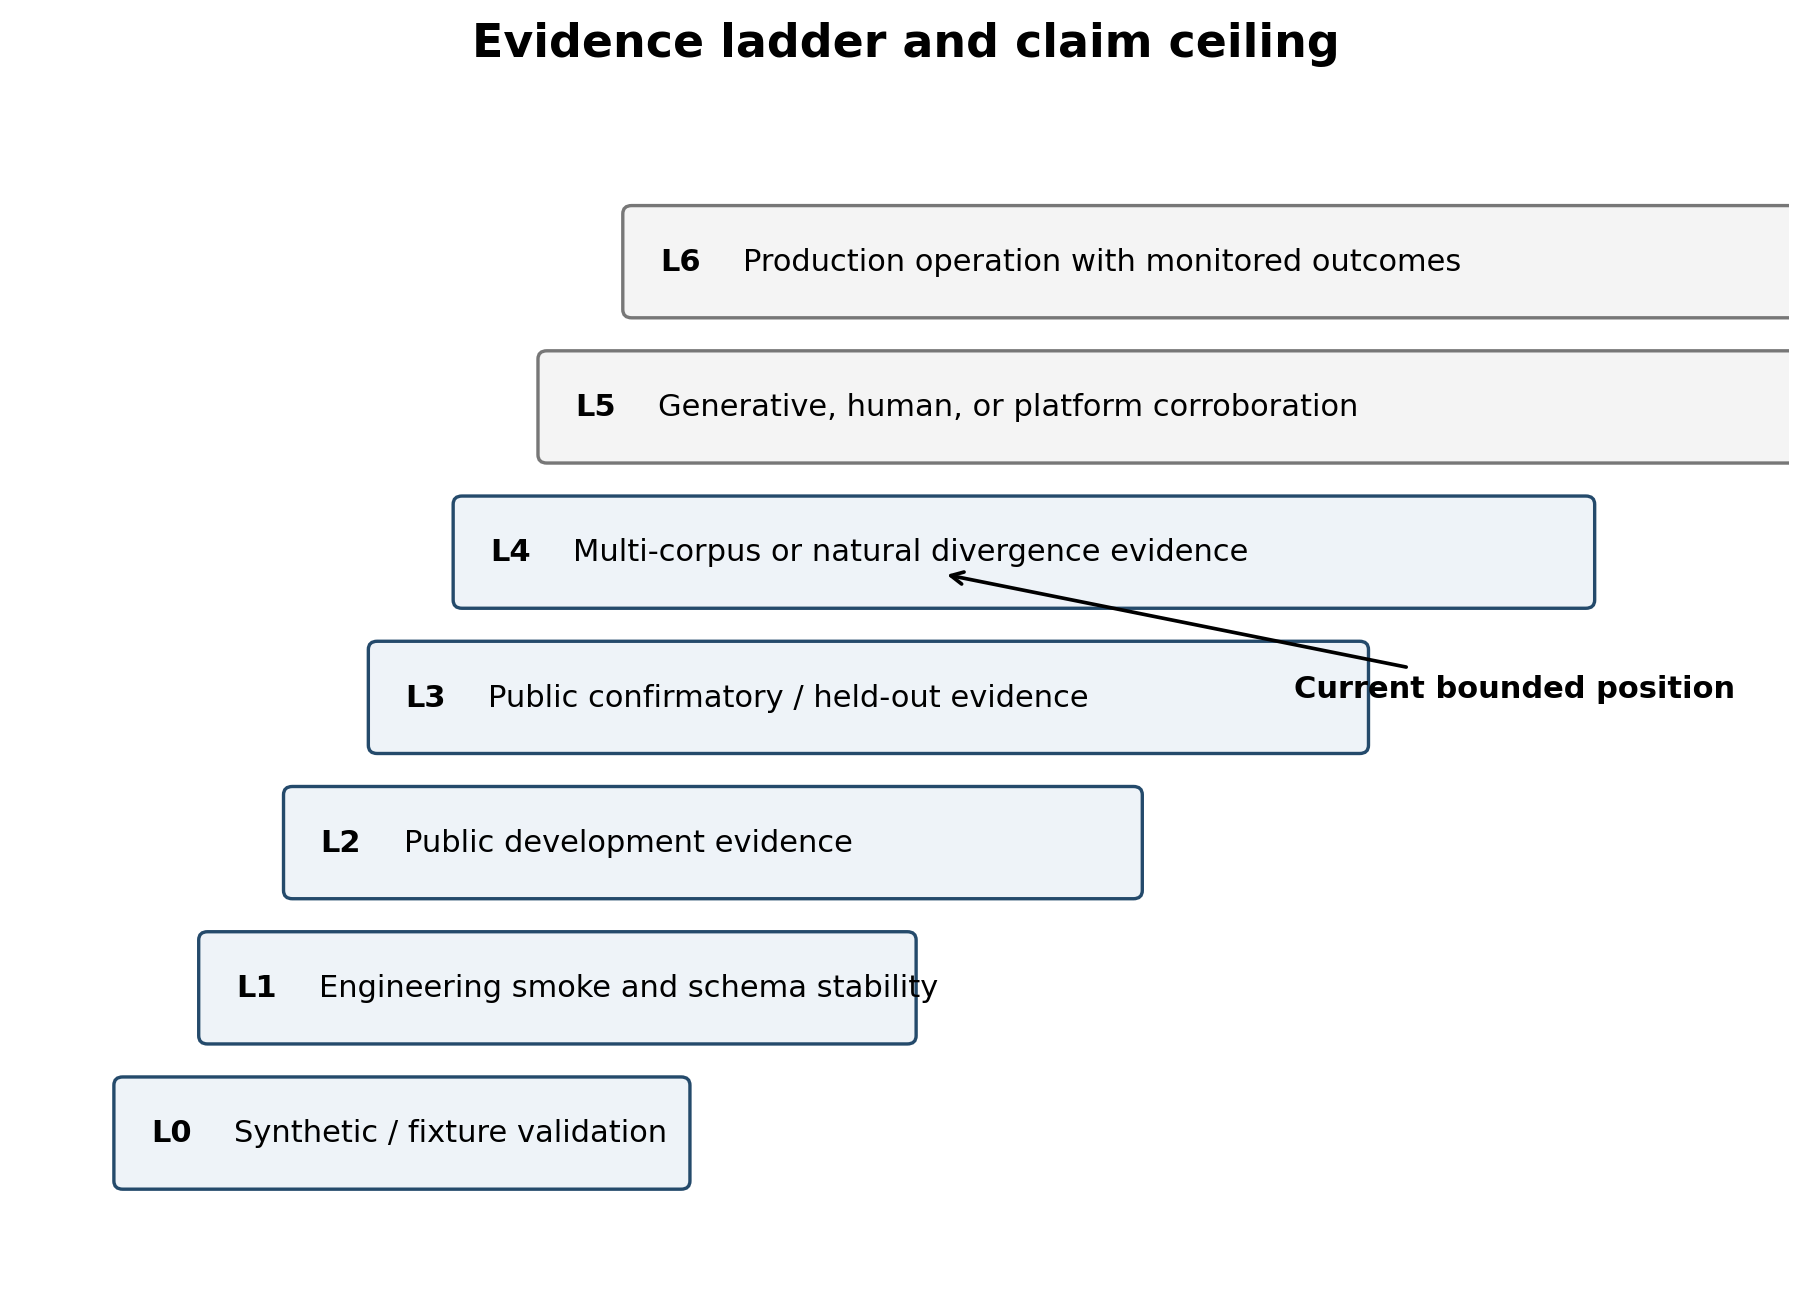 Evidence ladder and claim ceiling
L6 Production operation with monitored outcomes
L5 Generative, human, or platform corroboration
L4 Multi-corpus or natural divergence evidence
L3 Public confirmatory / held-out evidence
Current bounded position
L2 Public development evidence
L1 Engineering smoke and schema stability
L0 Synthetic / fixture validation